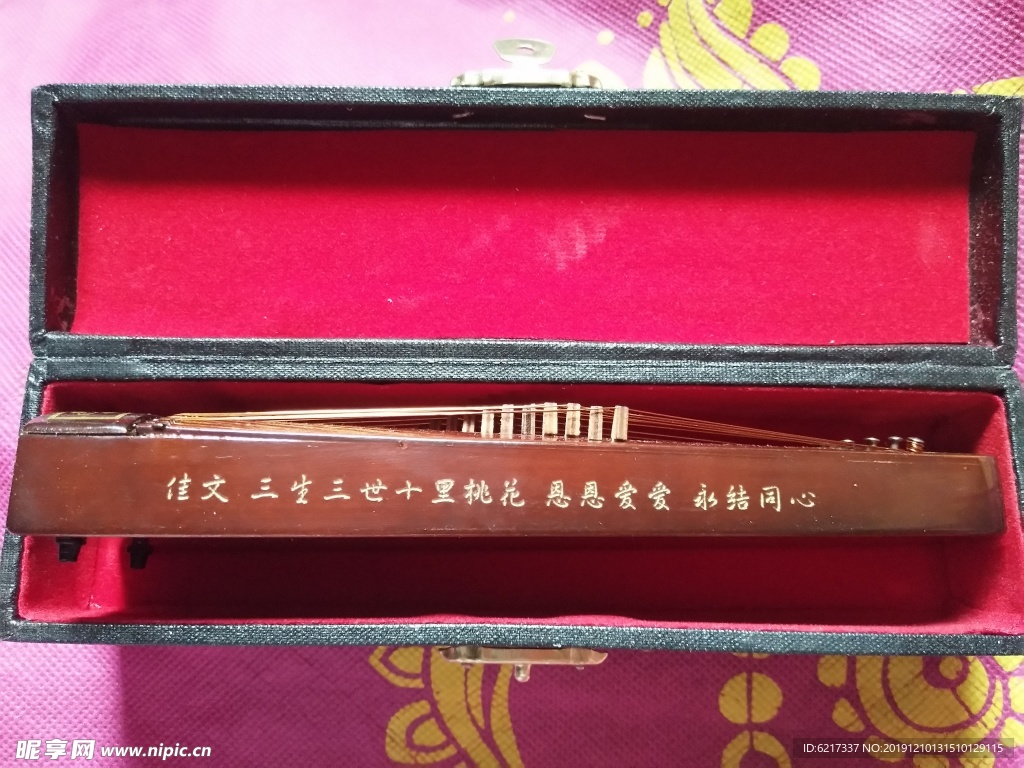 佳文 三生三世十里桃花 恩恩爱爱 永结同心
昵享网 www.nipic.cn
ID:6217337 NO:20191210131510129115